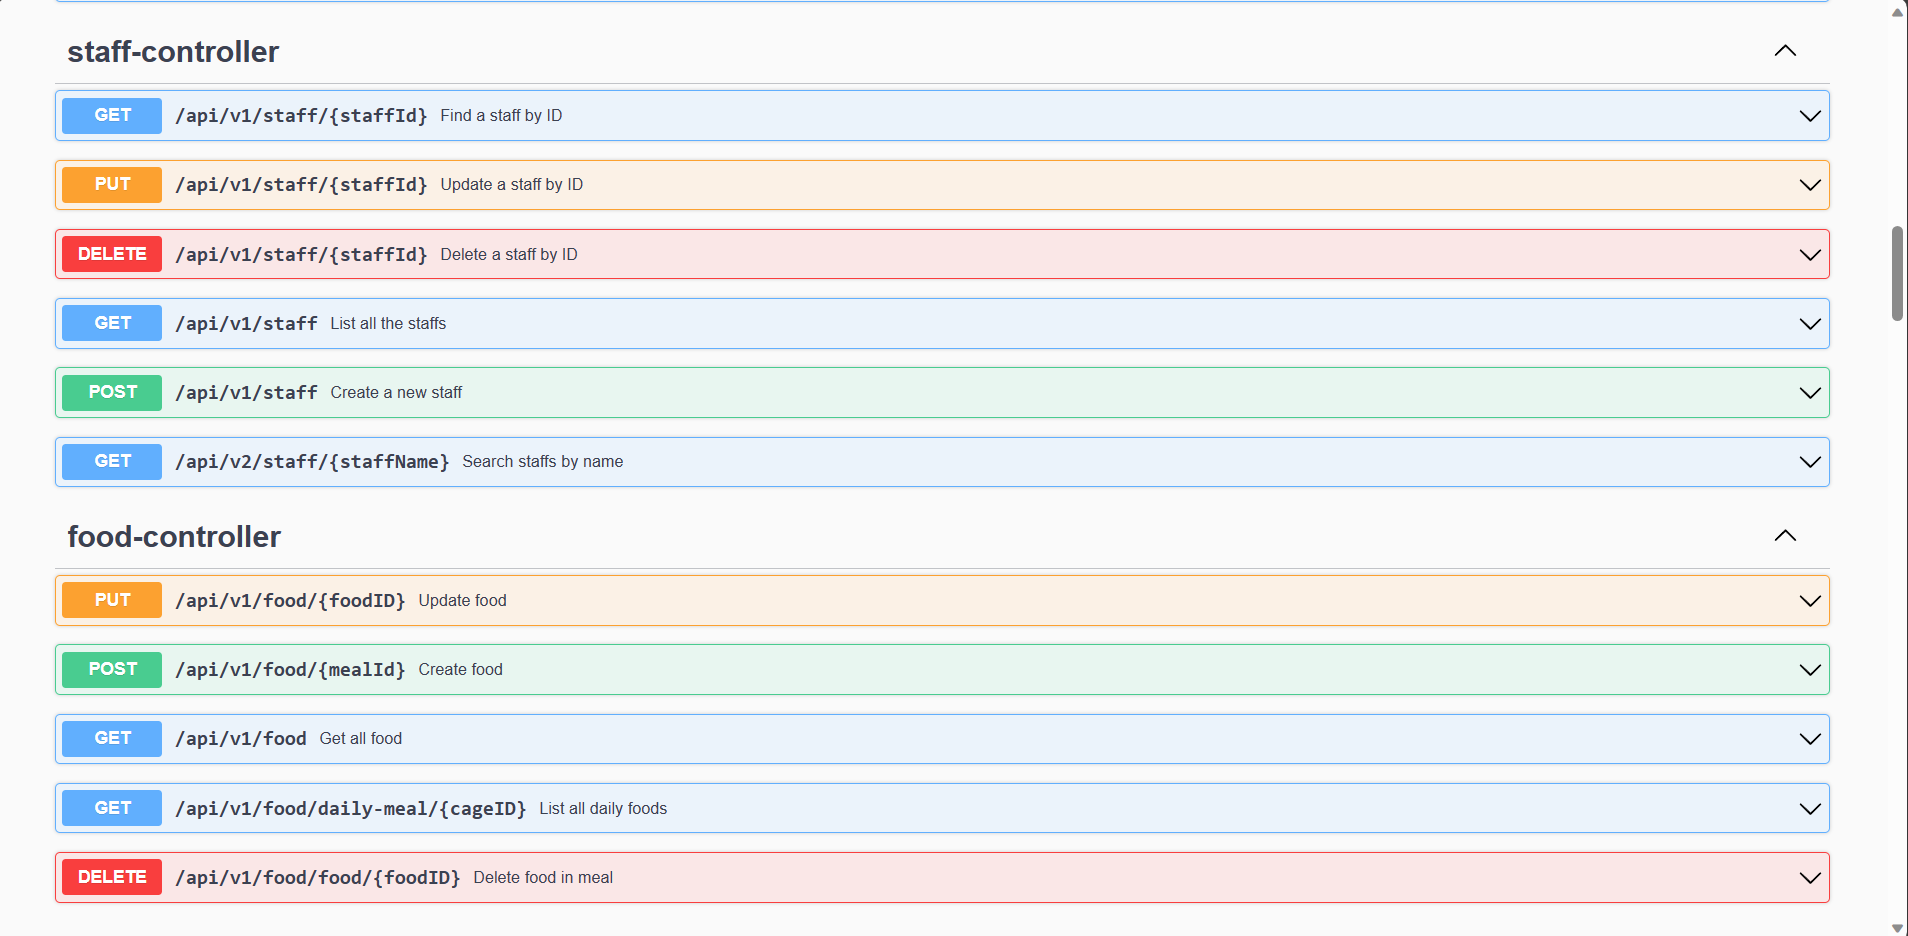 staff-controller
GET /api/v1/staff/{staffId} Find a staff by ID
PUT /api/v1/staff/{staffId} Update a staff by ID
DELETE /api/v1/staff/{staffId} Delete a staff by ID
GET /api/v1/staff List all the staffs
POST /api/v1/staff Create a new staff
GET /api/v2/staff/{staffName} Search staffs by name
food-controller
PUT /api/v1/food/{foodID} Update food
POST /api/v1/food/{mealId} Create food
GET /api/v1/food Get all food
GET /api/v1/food/daily-meal/{cageID} List all daily foods
DELETE /api/v1/food/food/{foodID} Delete food in meal